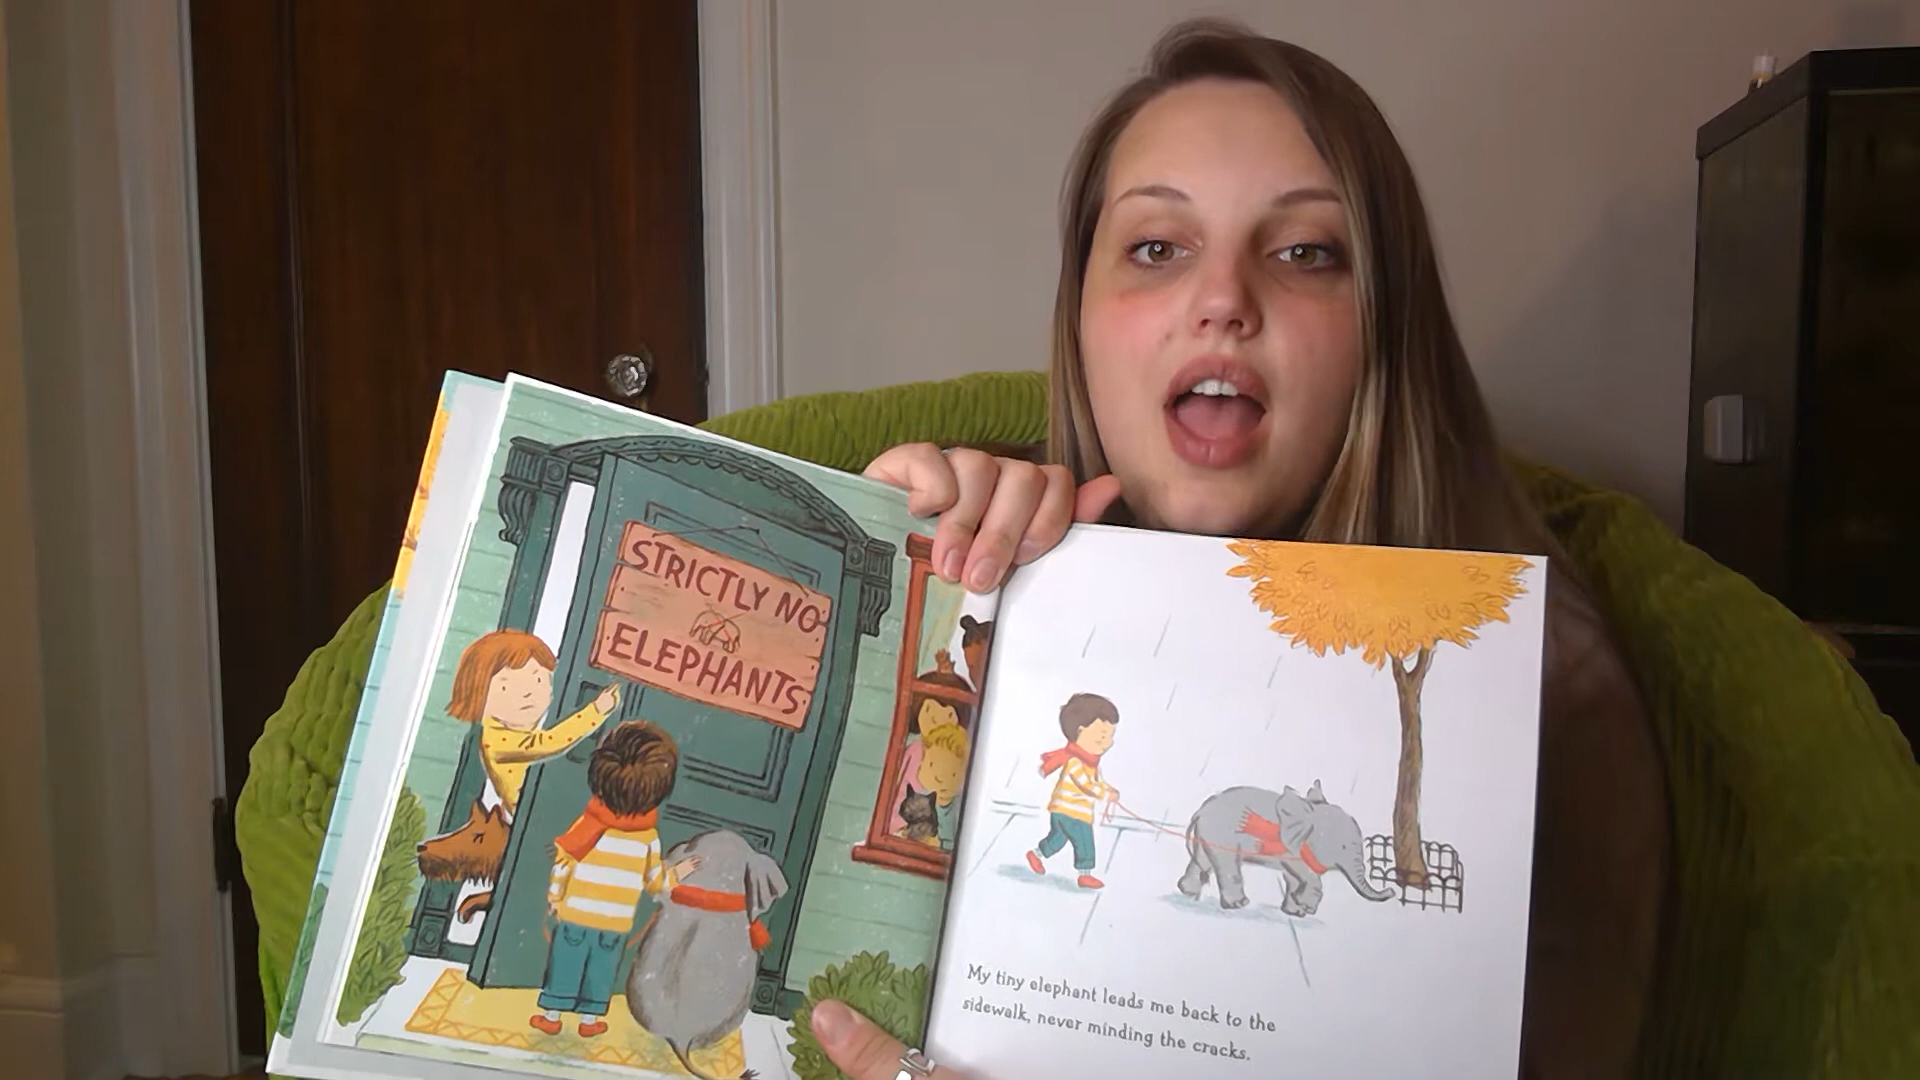 STRICTLY NO
ELEPHANTS
My tiny elephant leads me back to the
sidewalk, never minding the cracks.